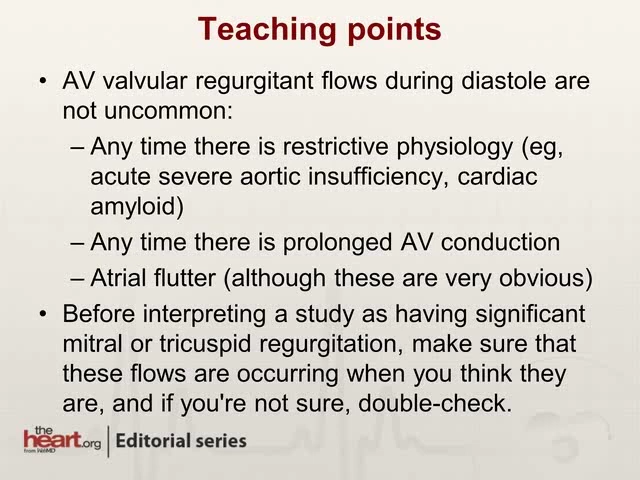 Teaching points
• AV valvular regurgitant flows during diastole are
not uncommon:
– Any time there is restrictive physiology (eg,
acute severe aortic insufficiency, cardiac
amyloid)
– Any time there is prolonged AV conduction
– Atrial flutter (although these are very obvious)
• Before interpreting a study as having significant
mitral or tricuspid regurgitation, make sure that
these flows are occurring when you think they
are, and if you're not sure, double-check.
the
heart.org
from WebMD
Editorial series